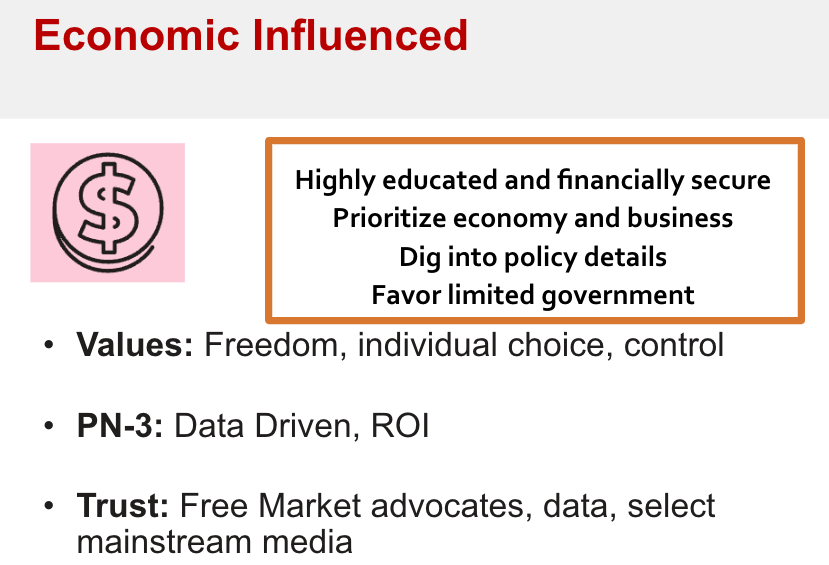 Economic Influenced
Highly educated and financially secure
Prioritize economy and business
Dig into policy details
Favor limited government
• Values: Freedom, individual choice, control
• PN-3: Data Driven, ROI
• Trust: Free Market advocates, data, select
mainstream media